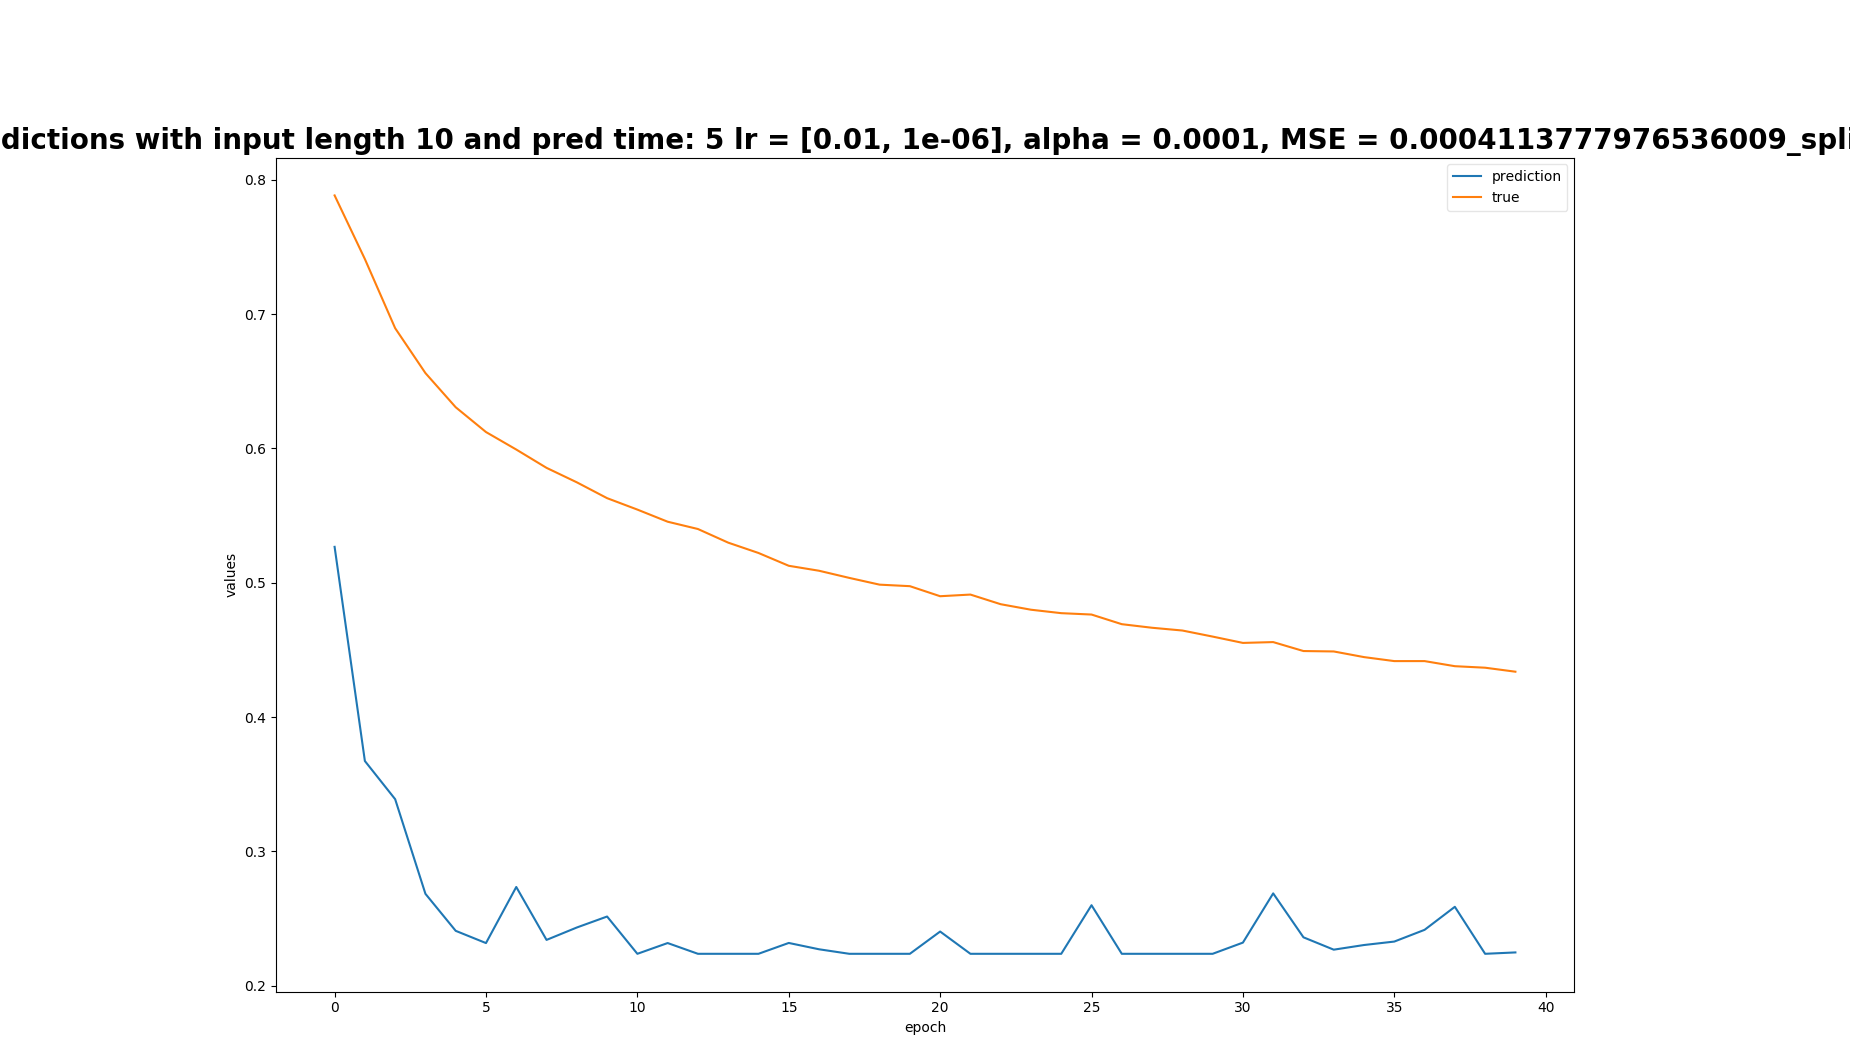 dictions with input length 10 and pred time: 5 lr = [0.01, 1e-06], alpha = 0.0001, MSE = 0.0004113777976536009_spli
prediction
true
0.8
0.7
0.6
0.5
0.4
0.3
0.2
values
0 5 10 15 20 25 30 35 40
epoch